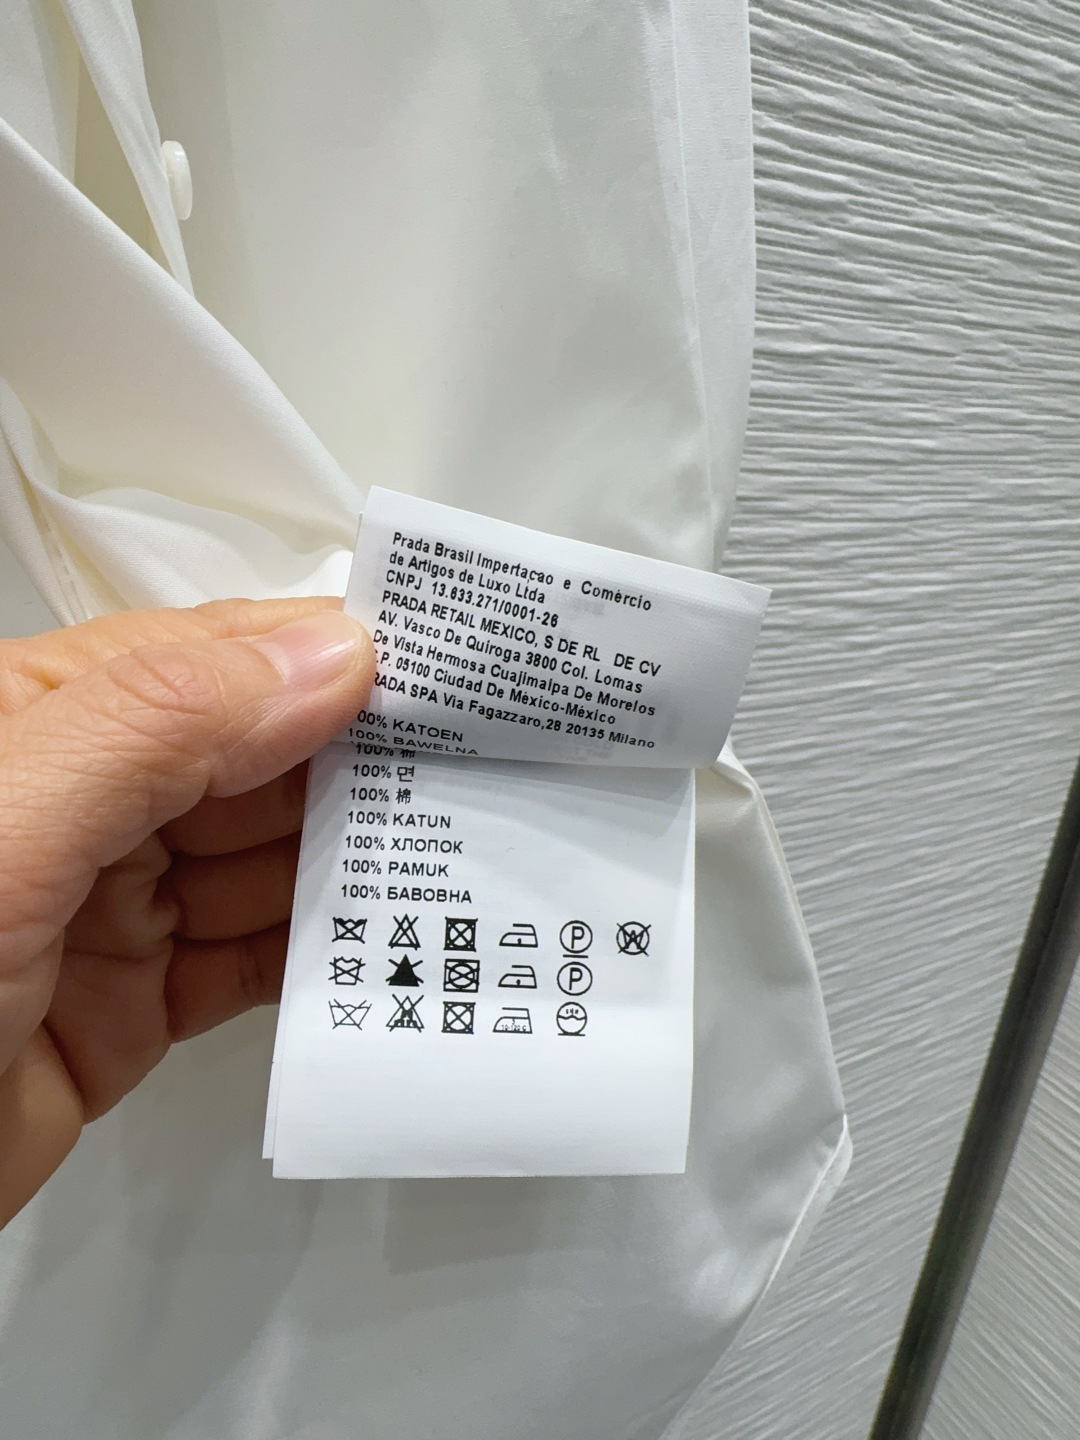 Prada Brasil Impertaçao e Comércio
de Artigos de Luxo Ltda
CNPJ 13.633.271/0001-26
PRADA RETAIL MEXICO, S DE RL DE CV
AV. Vasco De Quiroga 3800 Col. Lomas
De Vista Hermosa Cuajimalpa De Morelos
.P. 05100 Ciudad De México-México
RADA SPA Via Fagazzaro,28 20135 Milano
00% KATOEN
100% BAWELNA
100% 棉
100% 면
100% 棉
100% KATUN
100% ХЛОПОК
100% PAMUK
100% БАВОВНА
P W
P